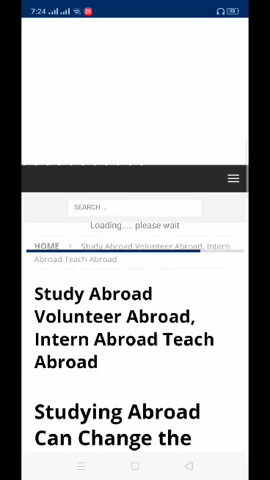 7:24
SEARCH …
Loading..... please wait
HOME › Study Abroad Volunteer Abroad, Intern
Abroad Teach Abroad
Study Abroad
Volunteer Abroad,
Intern Abroad Teach
Abroad
Studying Abroad
Can Change the